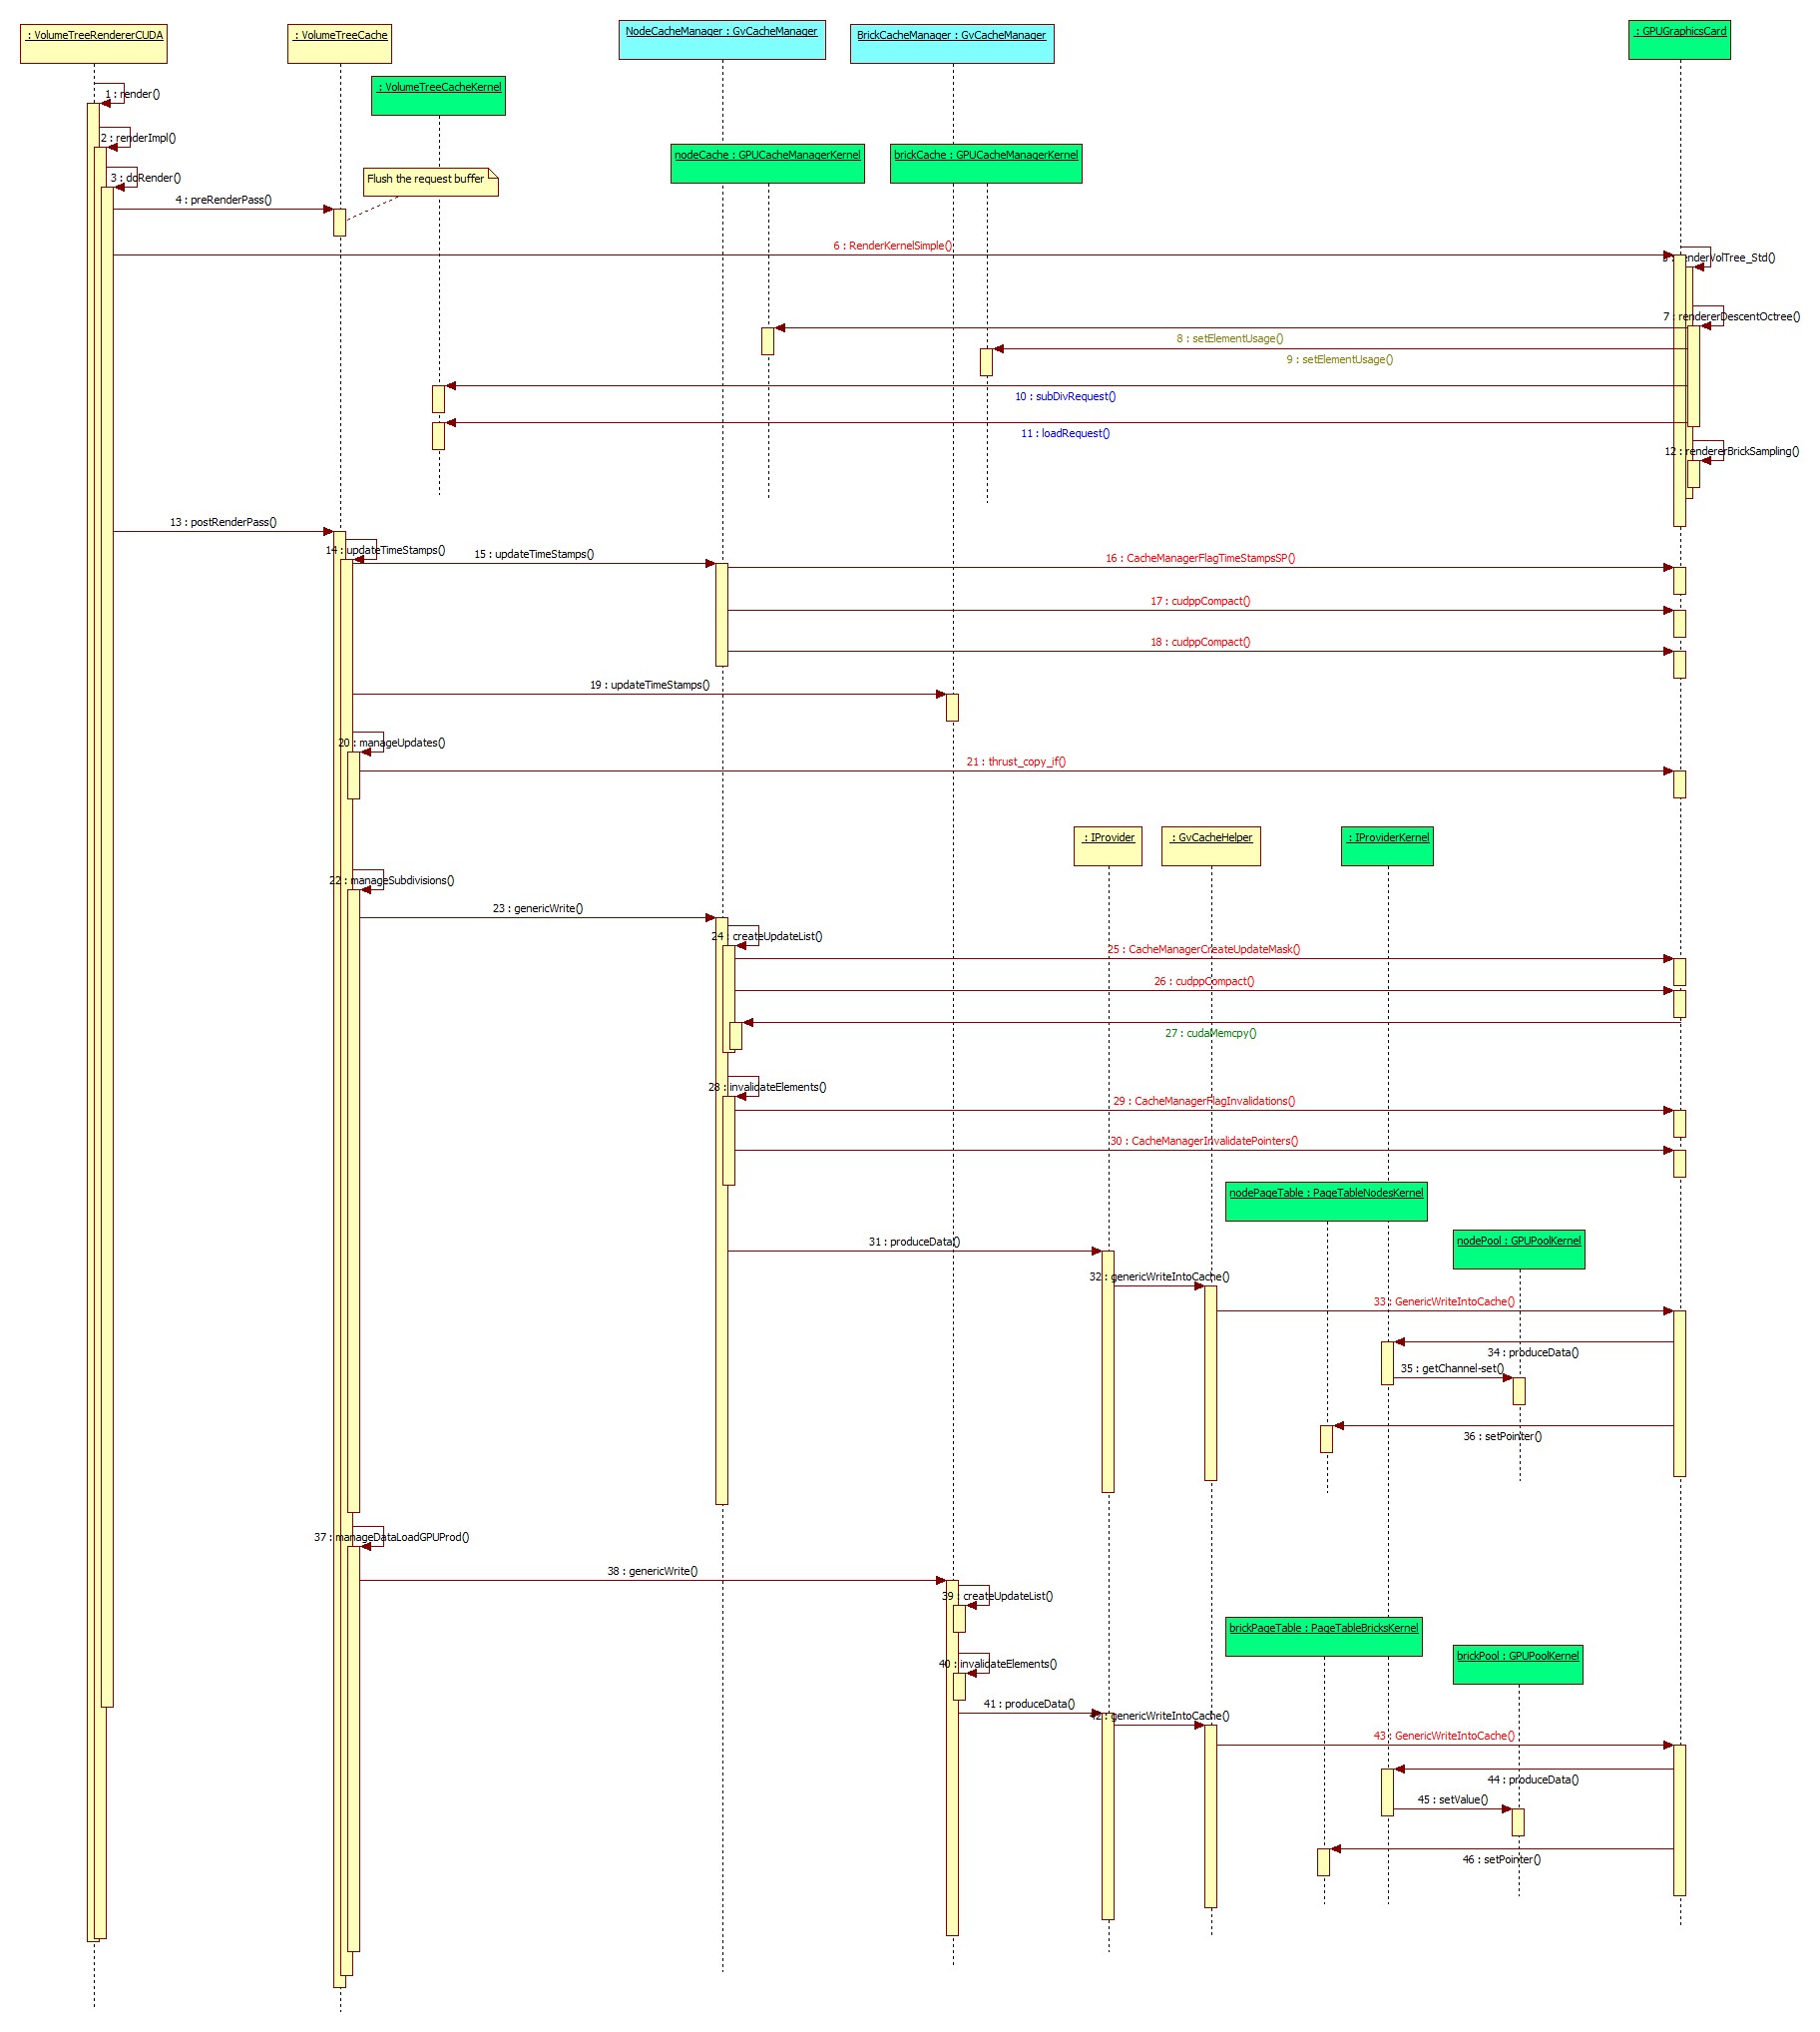 : VolumeTreeRendererCUDA
: VolumeTreeCache
NodeCacheManager : GvCacheManager
BrickCacheManager : GvCacheManager
: GPUGraphicsCard
: VolumeTreeCacheKernel
1 : render()
2 : renderImpl()
nodeCache : GPUCacheManagerKernel
brickCache : GPUCacheManagerKernel
3 : doRender()
Flush the request buffer
4 : preRenderPass()
6 : RenderKernelSimple()
5 : renderVolTree_Std()
7 : rendererDescentOctree()
8 : setElementUsage()
9 : setElementUsage()
10 : subDivRequest()
11 : loadRequest()
12 : rendererBrickSampling()
13 : postRenderPass()
14 : updateTimeStamps()
15 : updateTimeStamps()
16 : CacheManagerFlagTimeStampsSP()
17 : cudppCompact()
18 : cudppCompact()
19 : updateTimeStamps()
20 : manageUpdates()
21 : thrust_copy_if()
: IProvider
: GvCacheHelper
: IProviderKernel
22 : manageSubdivisions()
23 : genericWrite()
24 : createUpdateList()
25 : CacheManagerCreateUpdateMask()
26 : cudppCompact()
27 : cudaMemcpy()
28 : invalidateElements()
29 : CacheManagerFlagInvalidations()
30 : CacheManagerInvalidatePointers()
nodePageTable : PageTableNodesKernel
nodePool : GPUPoolKernel
31 : produceData()
32 : genericWriteIntoCache()
33 : GenericWriteIntoCache()
34 : produceData()
35 : getChannel-set()
36 : setPointer()
37 : manageDataLoadGPUProd()
38 : genericWrite()
39 : createUpdateList()
brickPageTable : PageTableBricksKernel
brickPool : GPUPoolKernel
40 : invalidateElements()
41 : produceData()
42 : genericWriteIntoCache()
43 : GenericWriteIntoCache()
44 : produceData()
45 : setValue()
46 : setPointer()